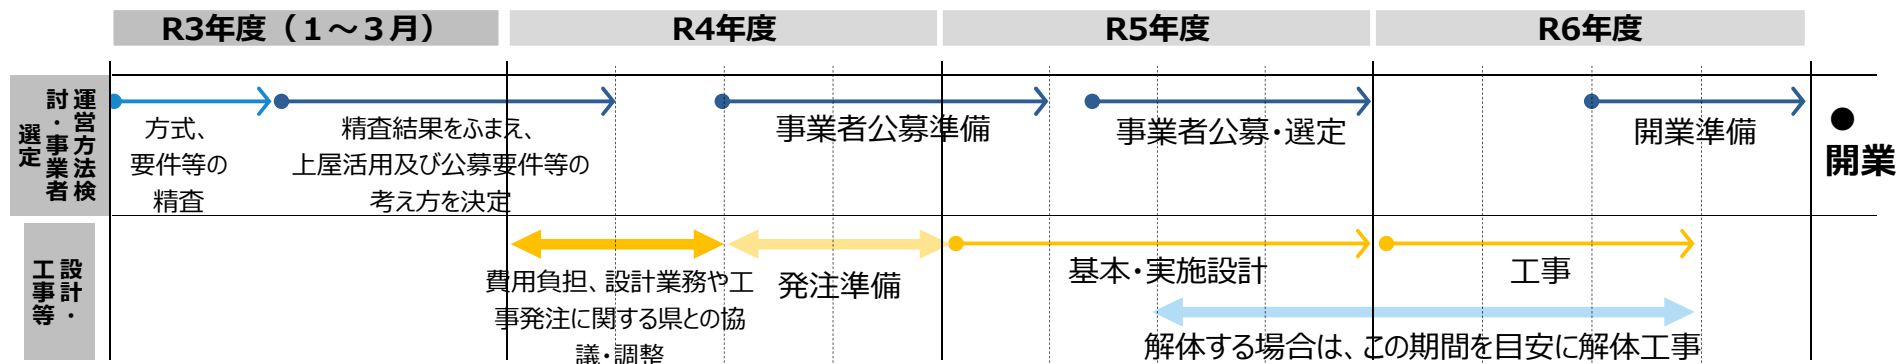 R3年度（１～３月）
R4年度
R5年度
R6年度
運営方法検
討・事業者
選定
方式、
要件等の
精査
精査結果をふまえ、
上屋活用及び公募要件等の
考え方を決定
事業者公募準備
事業者公募・選定
開業準備
●
開業
設計・
工事等
費用負担、設計業務や工
事発注に関する県との協
議・調整
発注準備
基本・実施設計
工事
解体する場合は、この期間を目安に解体工事